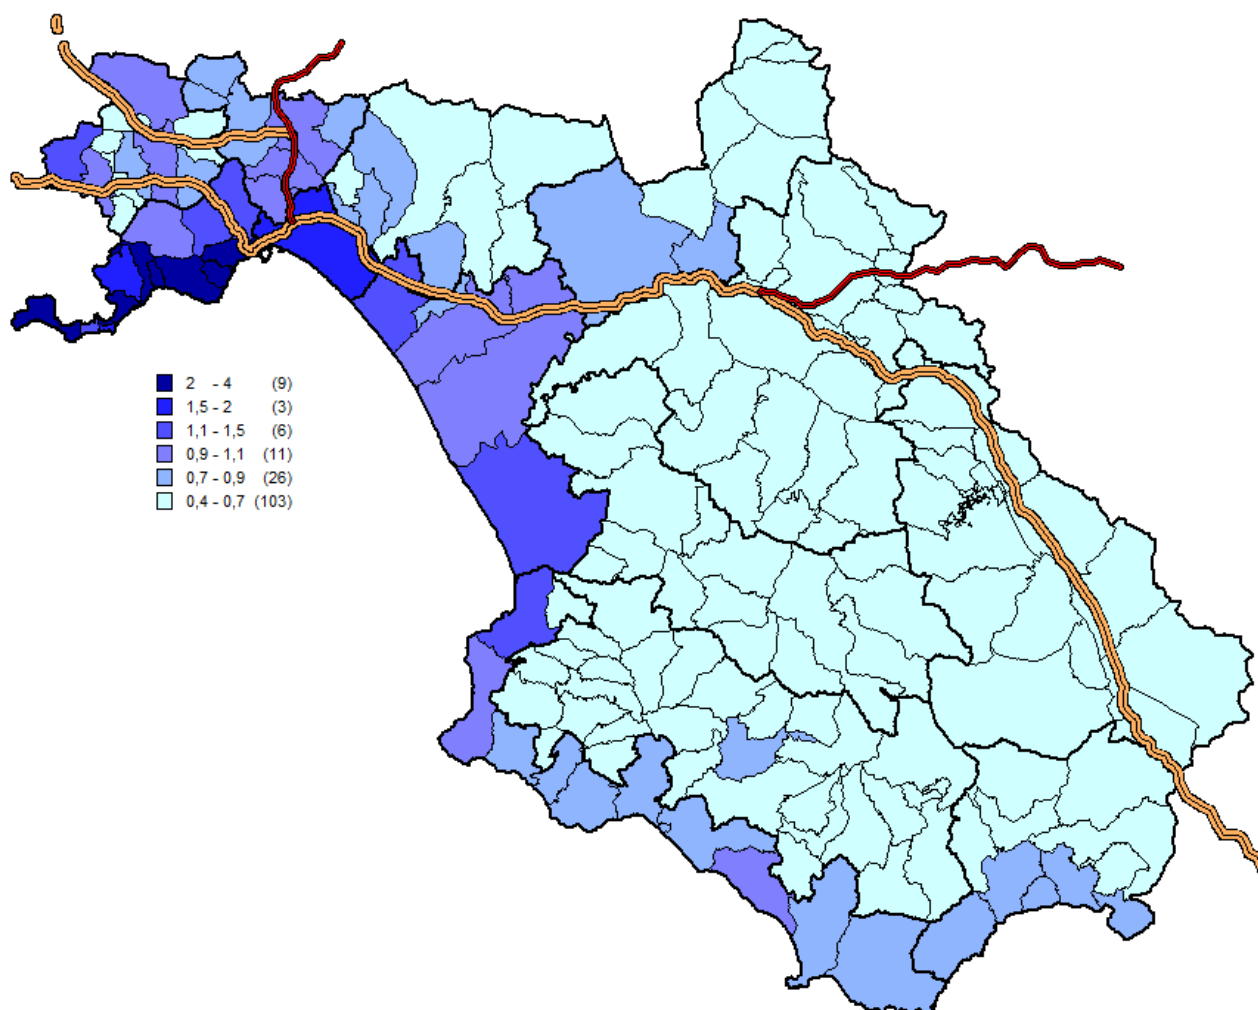 2 - 4 (9)
1,5 - 2 (3)
1,1 - 1,5 (6)
0,9 - 1,1 (11)
0,7 - 0,9 (26)
0,4 - 0,7 (103)